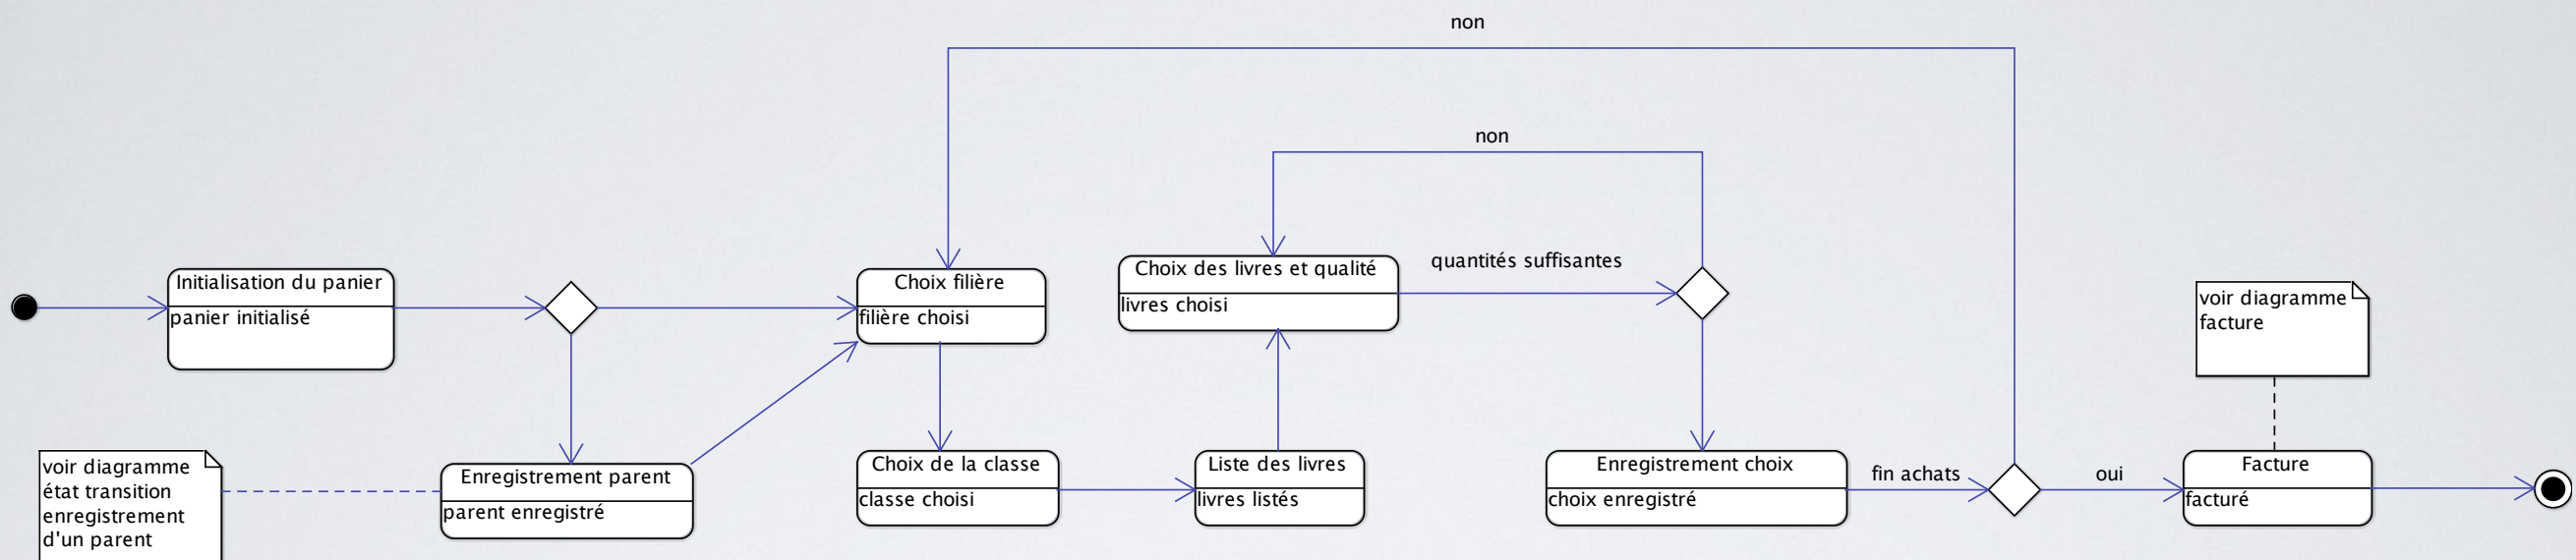 non
non
Initialisation du panier
panier initialisé
Choix filière
filière choisi
Choix des livres et qualité
livres choisi
quantités suffisantes
voir diagramme
facture
voir diagramme
état transition
enregistrement
d'un parent
Enregistrement parent
parent enregistré
Choix de la classe
classe choisi
Liste des livres
livres listés
Enregistrement choix
choix enregistré
fin achats
oui
Facture
facturé